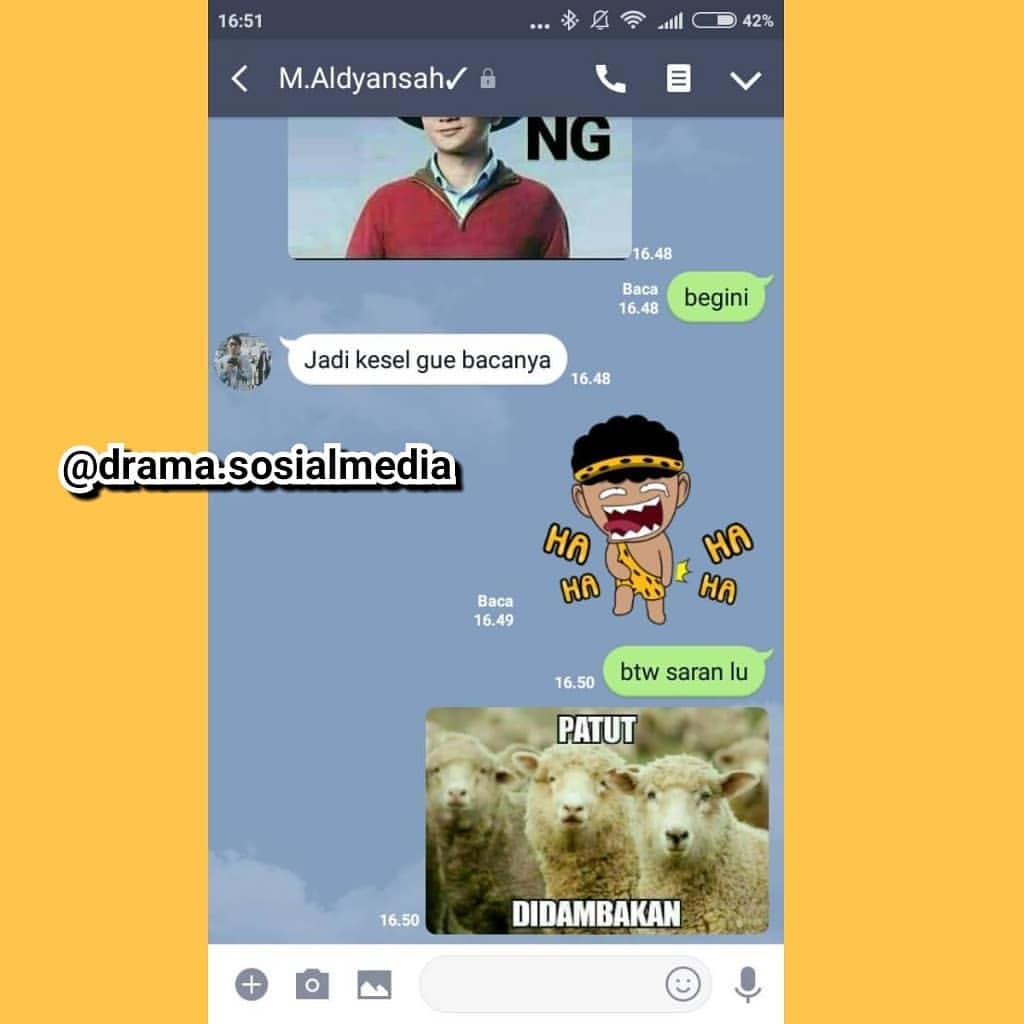 16:51
42%
M.Aldyansah✓
NG
16.48
Baca
16.48
begini
Jadi kesel gue bacanya
16.48
@drama.sosialmedia
HA HA
HA HA
Baca
16.49
btw saran lu
16.50
PATUT
DIDAMBAKAN
16.50